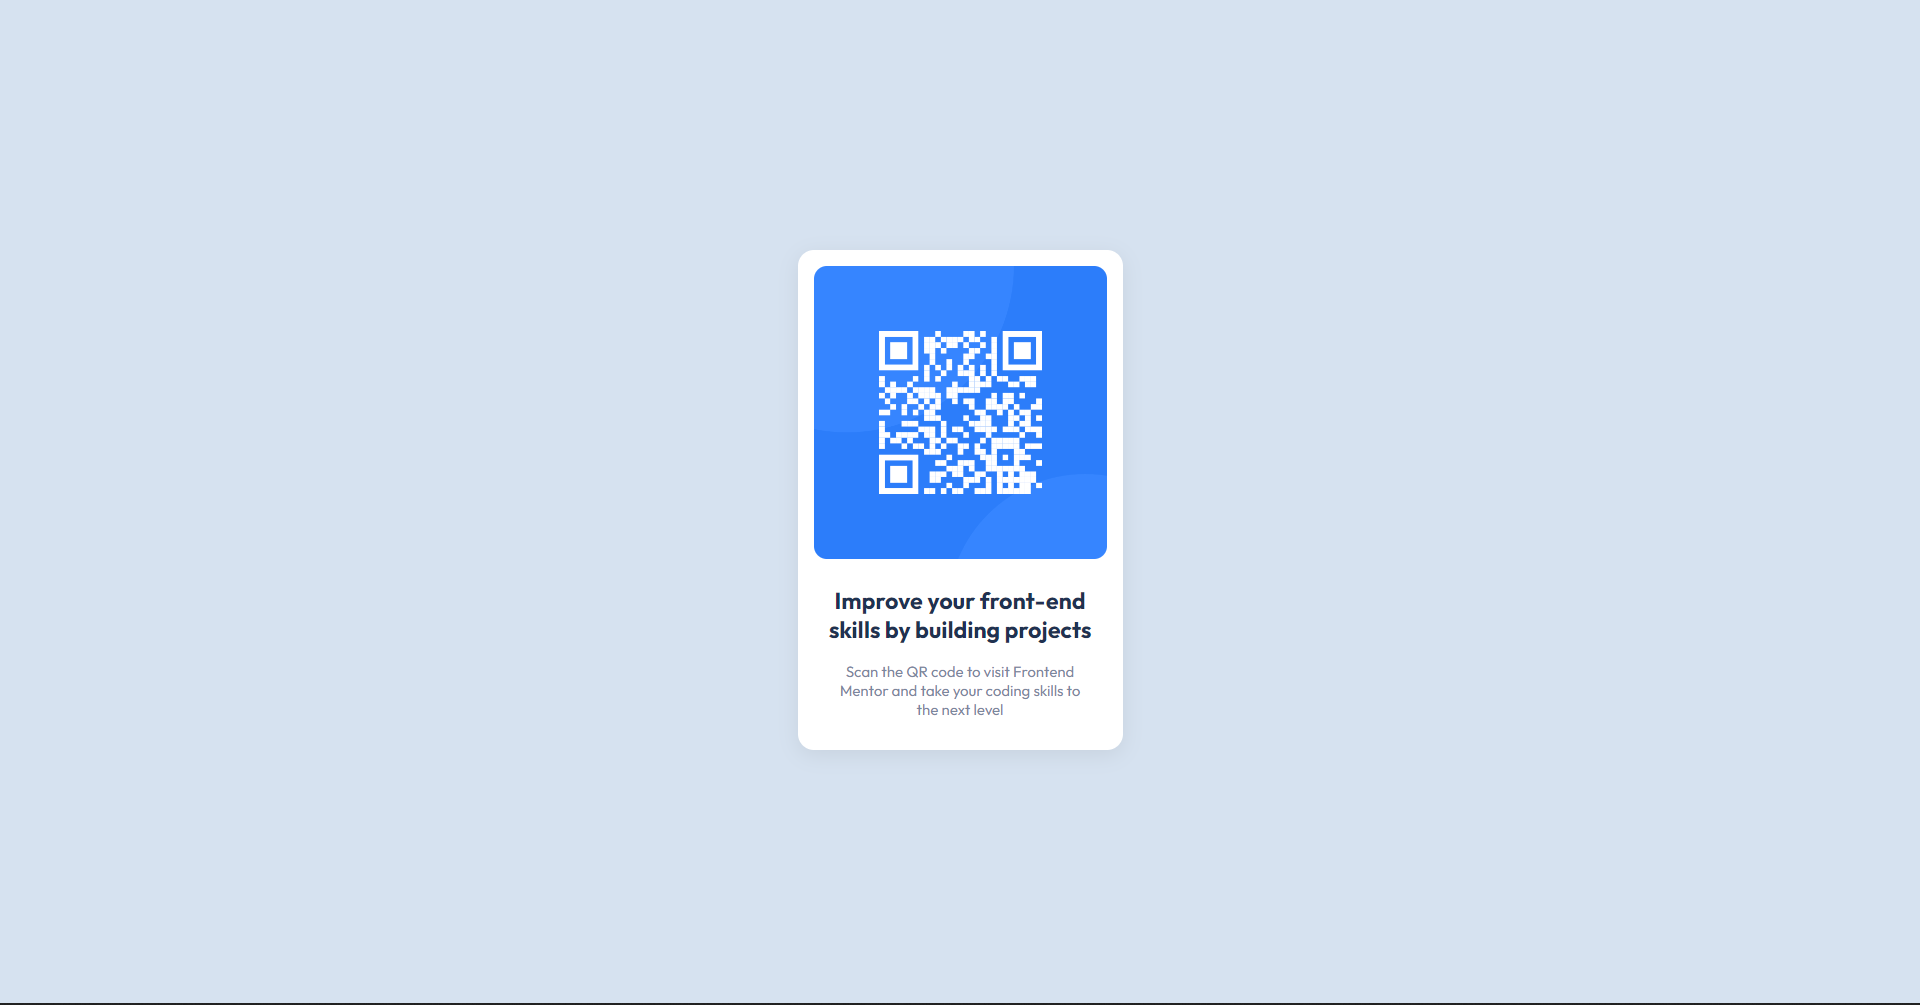 Improve your front-end
skills by building projects
Scan the QR code to visit Frontend
Mentor and take your coding skills to
the next level